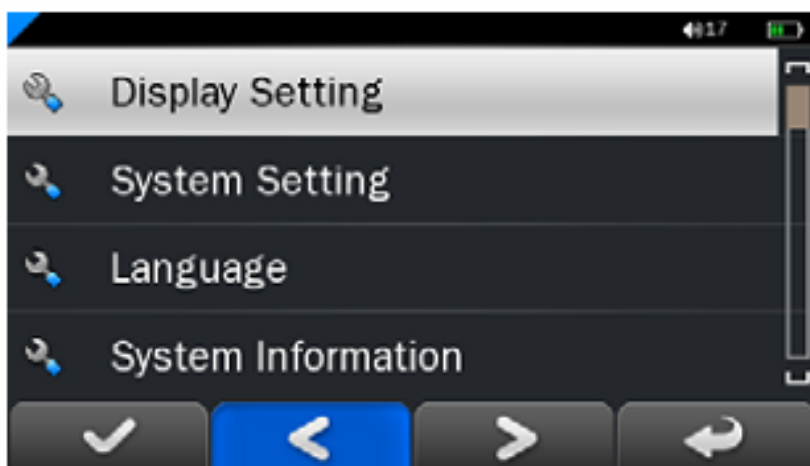 17
Display Setting
System Setting
Language
System Information